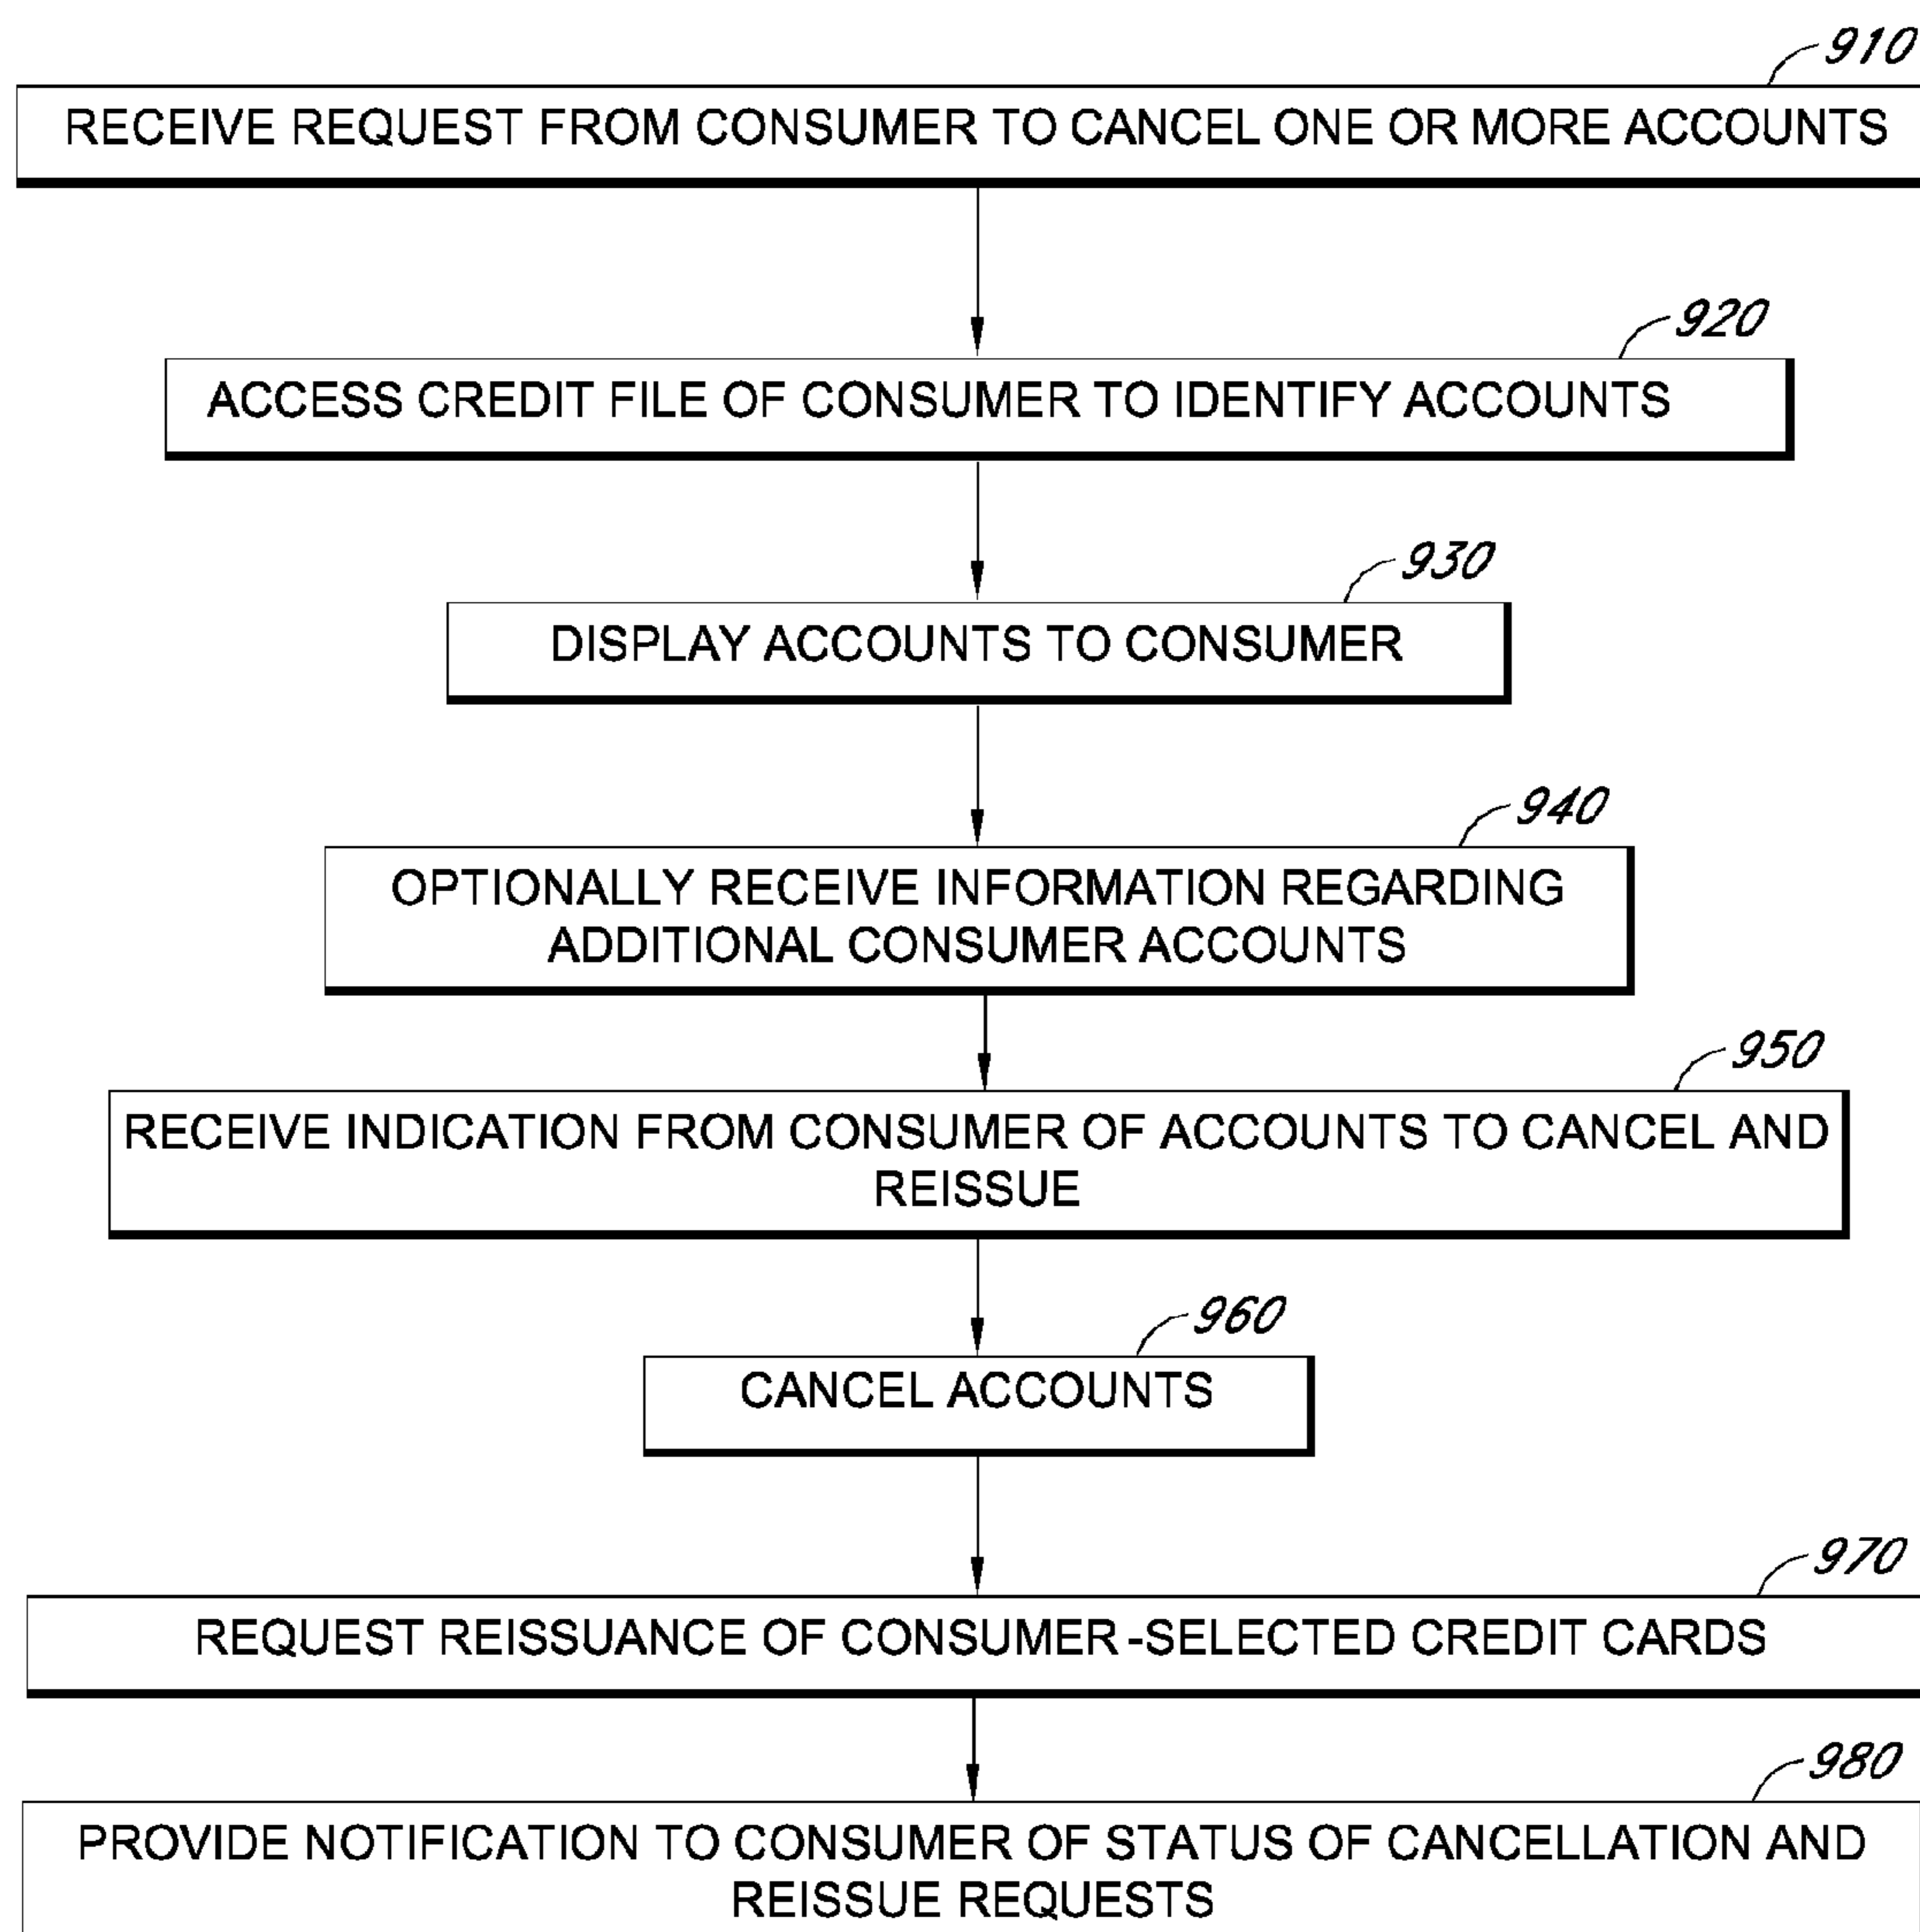 910
RECEIVE REQUEST FROM CONSUMER TO CANCEL ONE OR MORE ACCOUNTS
920
ACCESS CREDIT FILE OF CONSUMER TO IDENTIFY ACCOUNTS
930
DISPLAY ACCOUNTS TO CONSUMER
940
OPTIONALLY RECEIVE INFORMATION REGARDING
ADDITIONAL CONSUMER ACCOUNTS
950
RECEIVE INDICATION FROM CONSUMER OF ACCOUNTS TO CANCEL AND
REISSUE
960
CANCEL ACCOUNTS
970
REQUEST REISSUANCE OF CONSUMER-SELECTED CREDIT CARDS
980
PROVIDE NOTIFICATION TO CONSUMER OF STATUS OF CANCELLATION AND
REISSUE REQUESTS